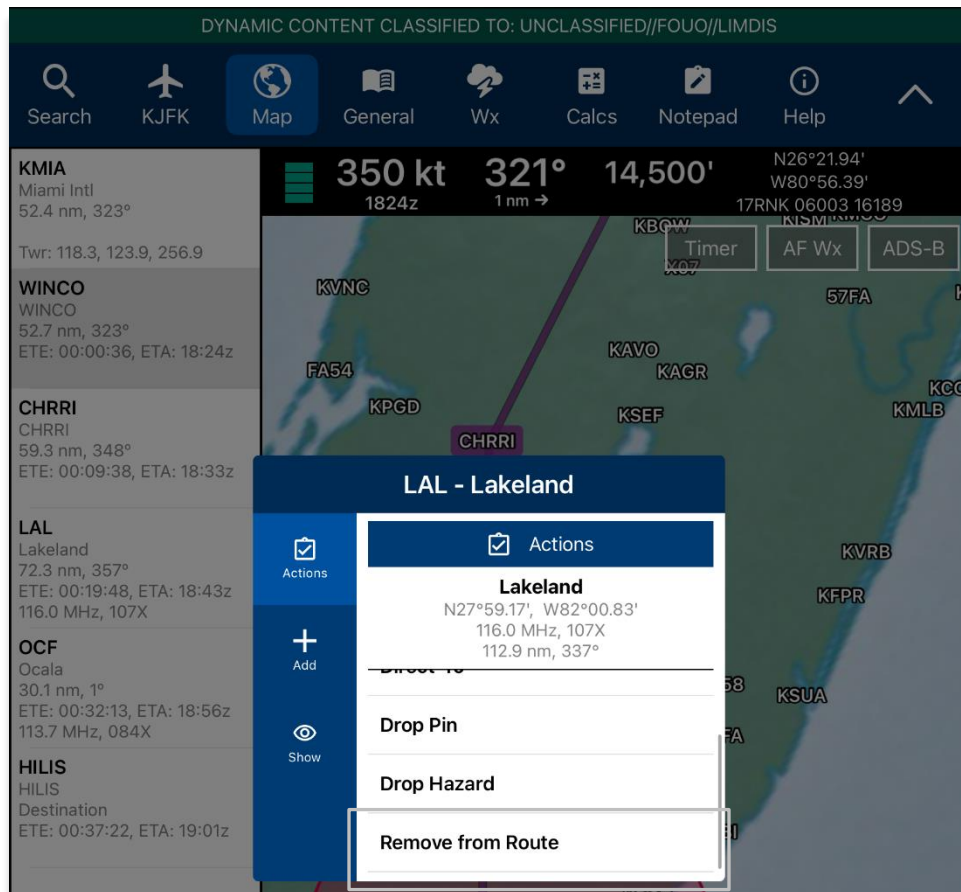 DYNAMIC CONTENT CLASSIFIED TO: UNCLASSIFIED//FOUO//LIMDIS
Search
KJFK
Map
General
Wx
Calcs
Notepad
Help
350 kt
1824z
321°
1 nm →
14,500'
N26°21.94'
W80°56.39'
17RNK 06003 16189
Timer
AF Wx
ADS-B
KMIA
Miami Intl
52.4 nm, 323°
Twr: 118.3, 123.9, 256.9
WINCO
WINCO
52.7 nm, 323°
ETE: 00:00:36, ETA: 18:24z
CHRRI
CHRRI
59.3 nm, 348°
ETE: 00:09:38, ETA: 18:33z
LAL
Lakeland
72.3 nm, 357°
ETE: 00:19:48, ETA: 18:43z
116.0 MHz, 107X
OCF
Ocala
30.1 nm, 1°
ETE: 00:32:13, ETA: 18:56z
113.7 MHz, 084X
HILIS
HILIS
Destination
ETE: 00:37:22, ETA: 19:01z
KBOW
KISM
X07
KVNC
57FA
KAVO
FA54
KAGR
KPGD
KSEF
KMLB
CHRRI
KVRB
KFPR
58
KSUA
FA
LAL - Lakeland
Actions
Add
Show
Actions
Lakeland
N27°59.17', W82°00.83'
116.0 MHz, 107X
112.9 nm, 337°
Drop Pin
Drop Hazard
Remove from Route